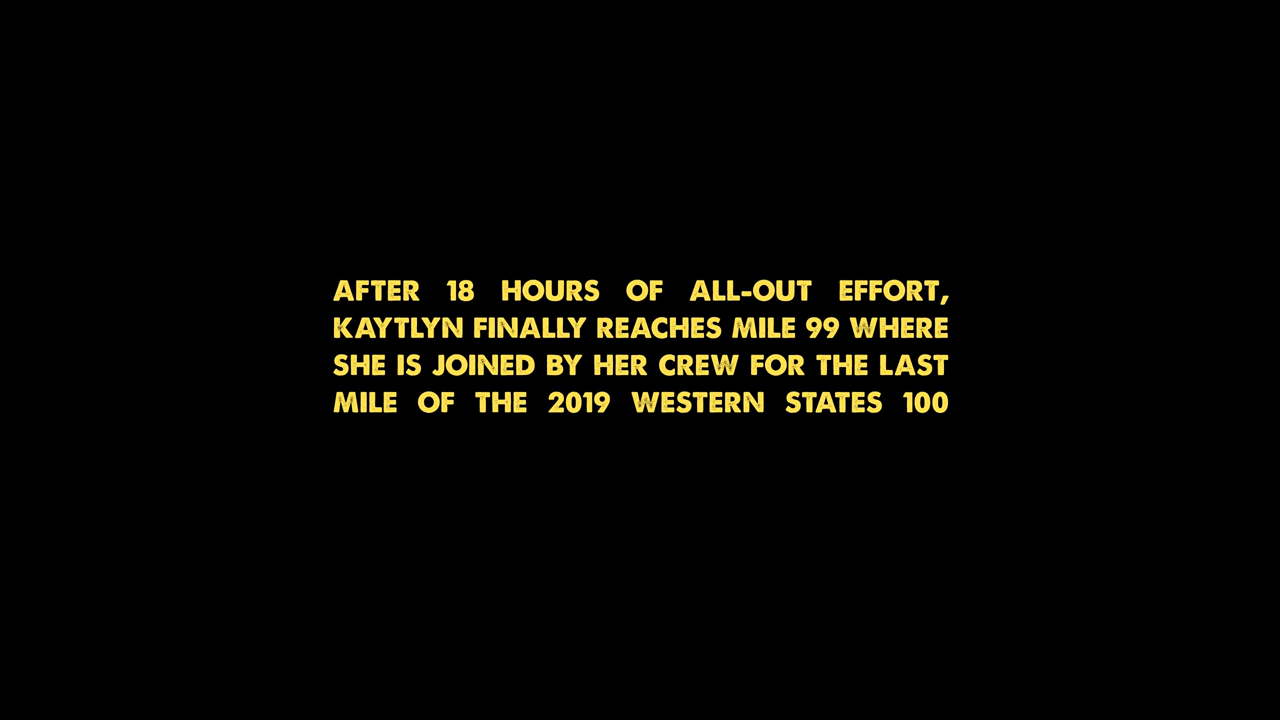 AFTER 18 HOURS OF ALL-OUT EFFORT,
KAYTLYN FINALLY REACHES MILE 99 WHERE
SHE IS JOINED BY HER CREW FOR THE LAST
MILE OF THE 2019 WESTERN STATES 100